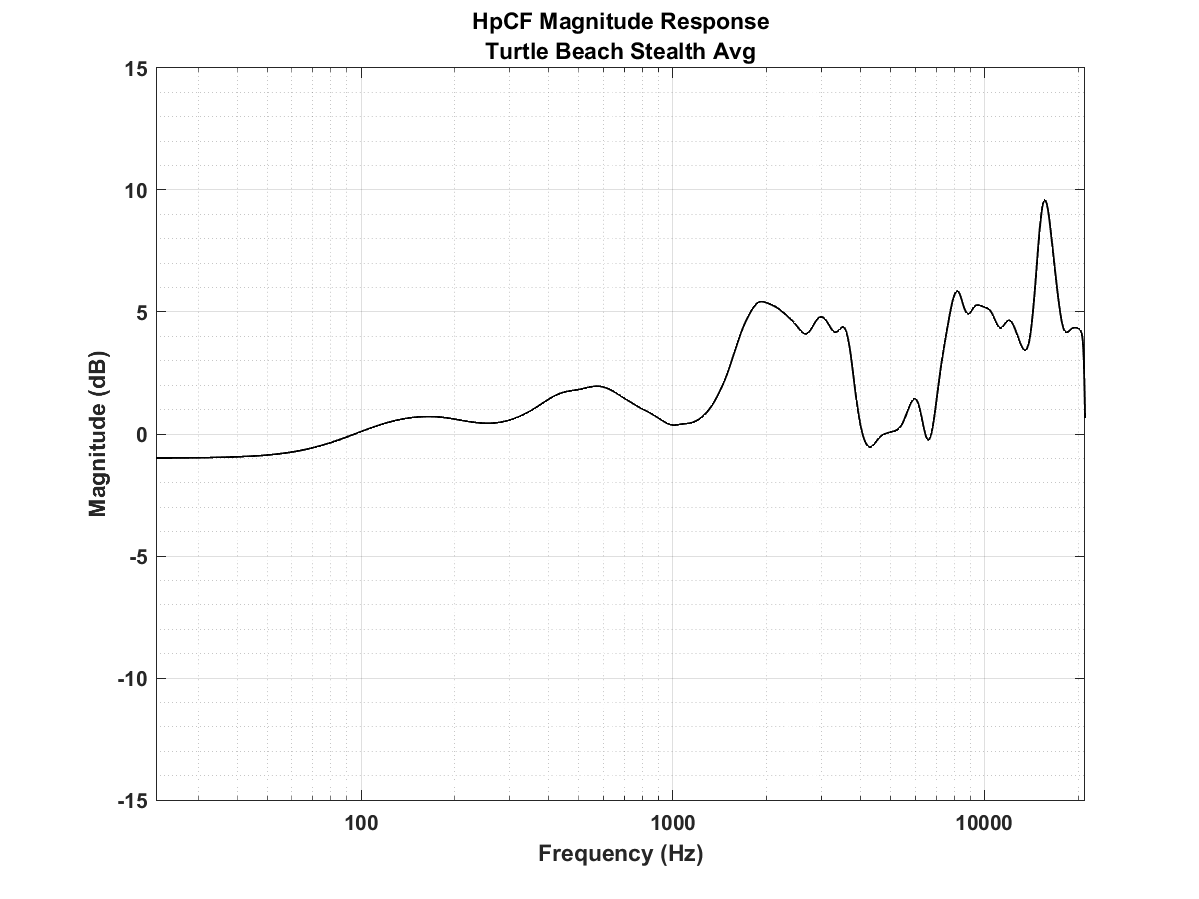 HpCF Magnitude Response
Turtle Beach Stealth Avg
15
10
5
0
-5
-10
-15
Magnitude (dB)
100
1000
10000
Frequency (Hz)